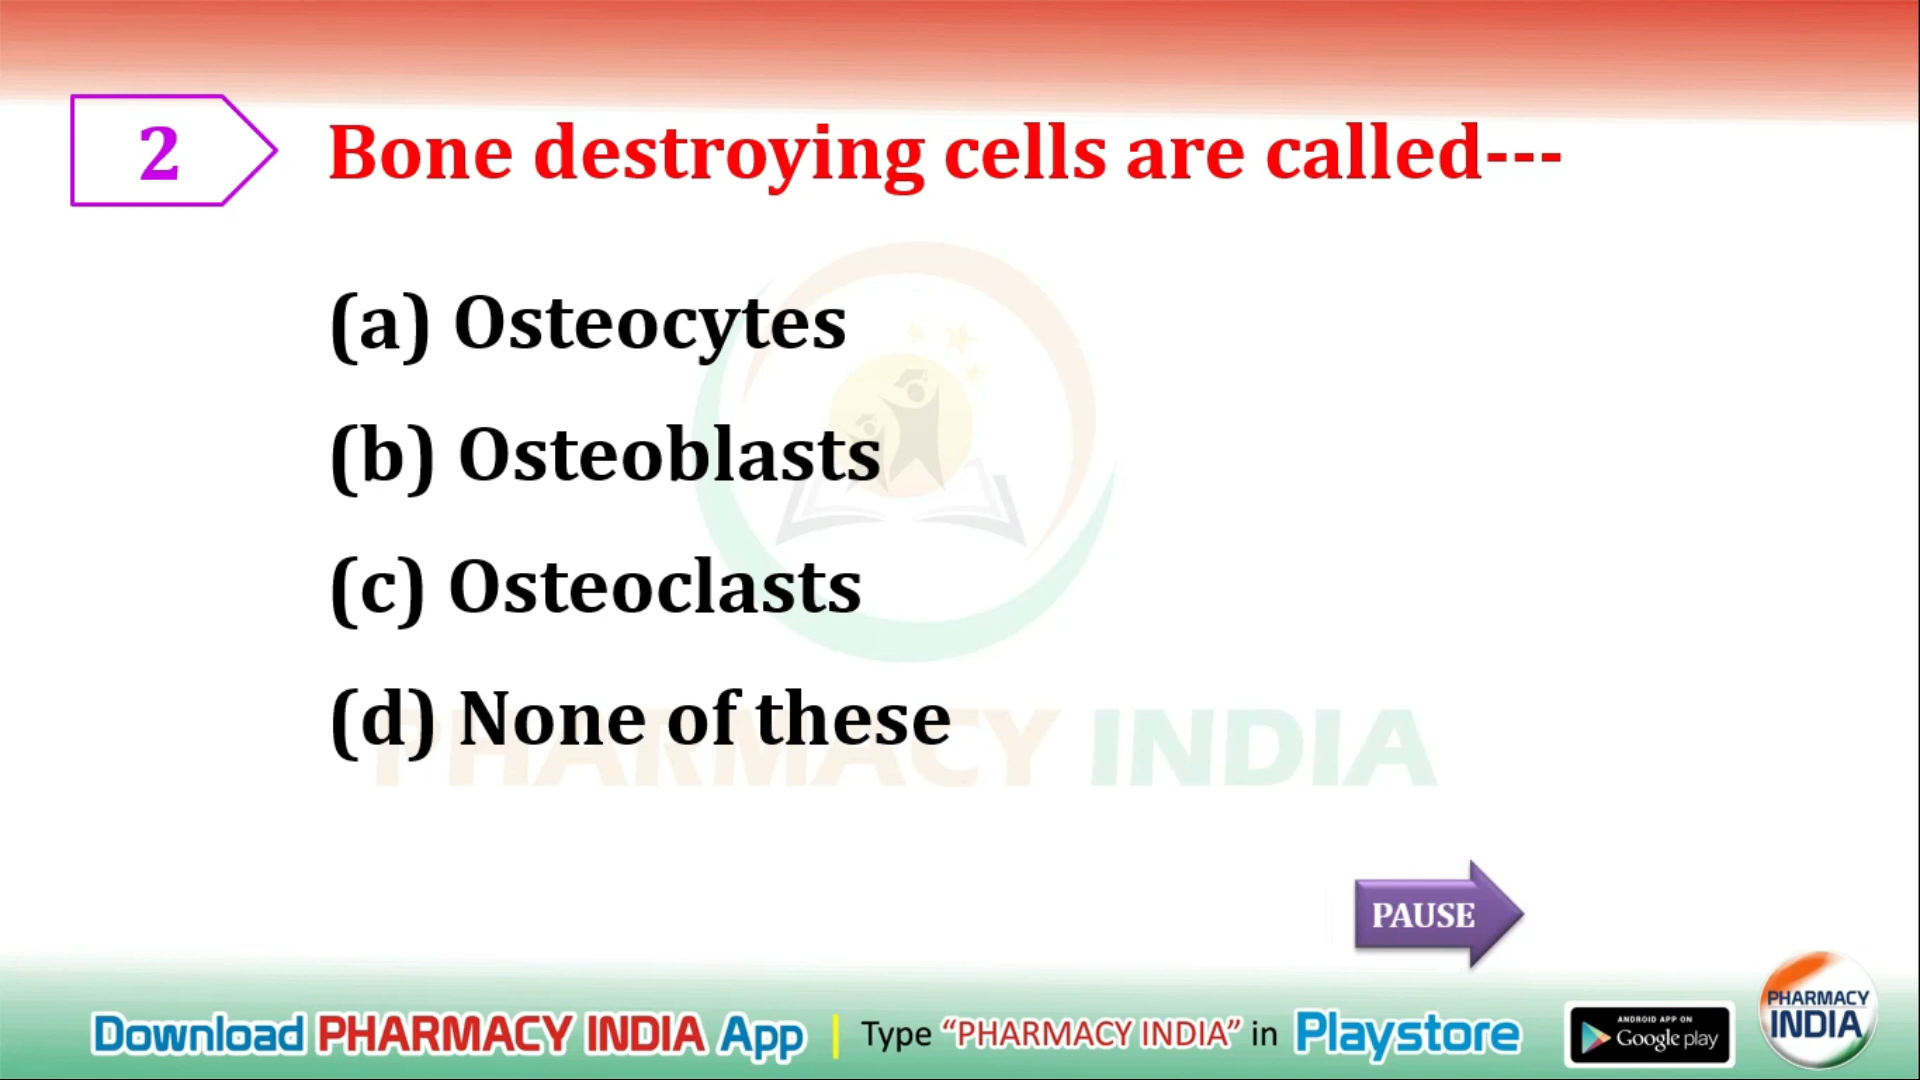 2
Bone destroying cells are called---
(a) Osteocytes
(b) Osteoblasts
(c) Osteoclasts
(d) None of these
PHARMACY INDIA
PAUSE
Download PHARMACY INDIA App | Type “PHARMACY INDIA” in Playstore
ANDROID APP ON
Google play
PHARMACY
INDIA